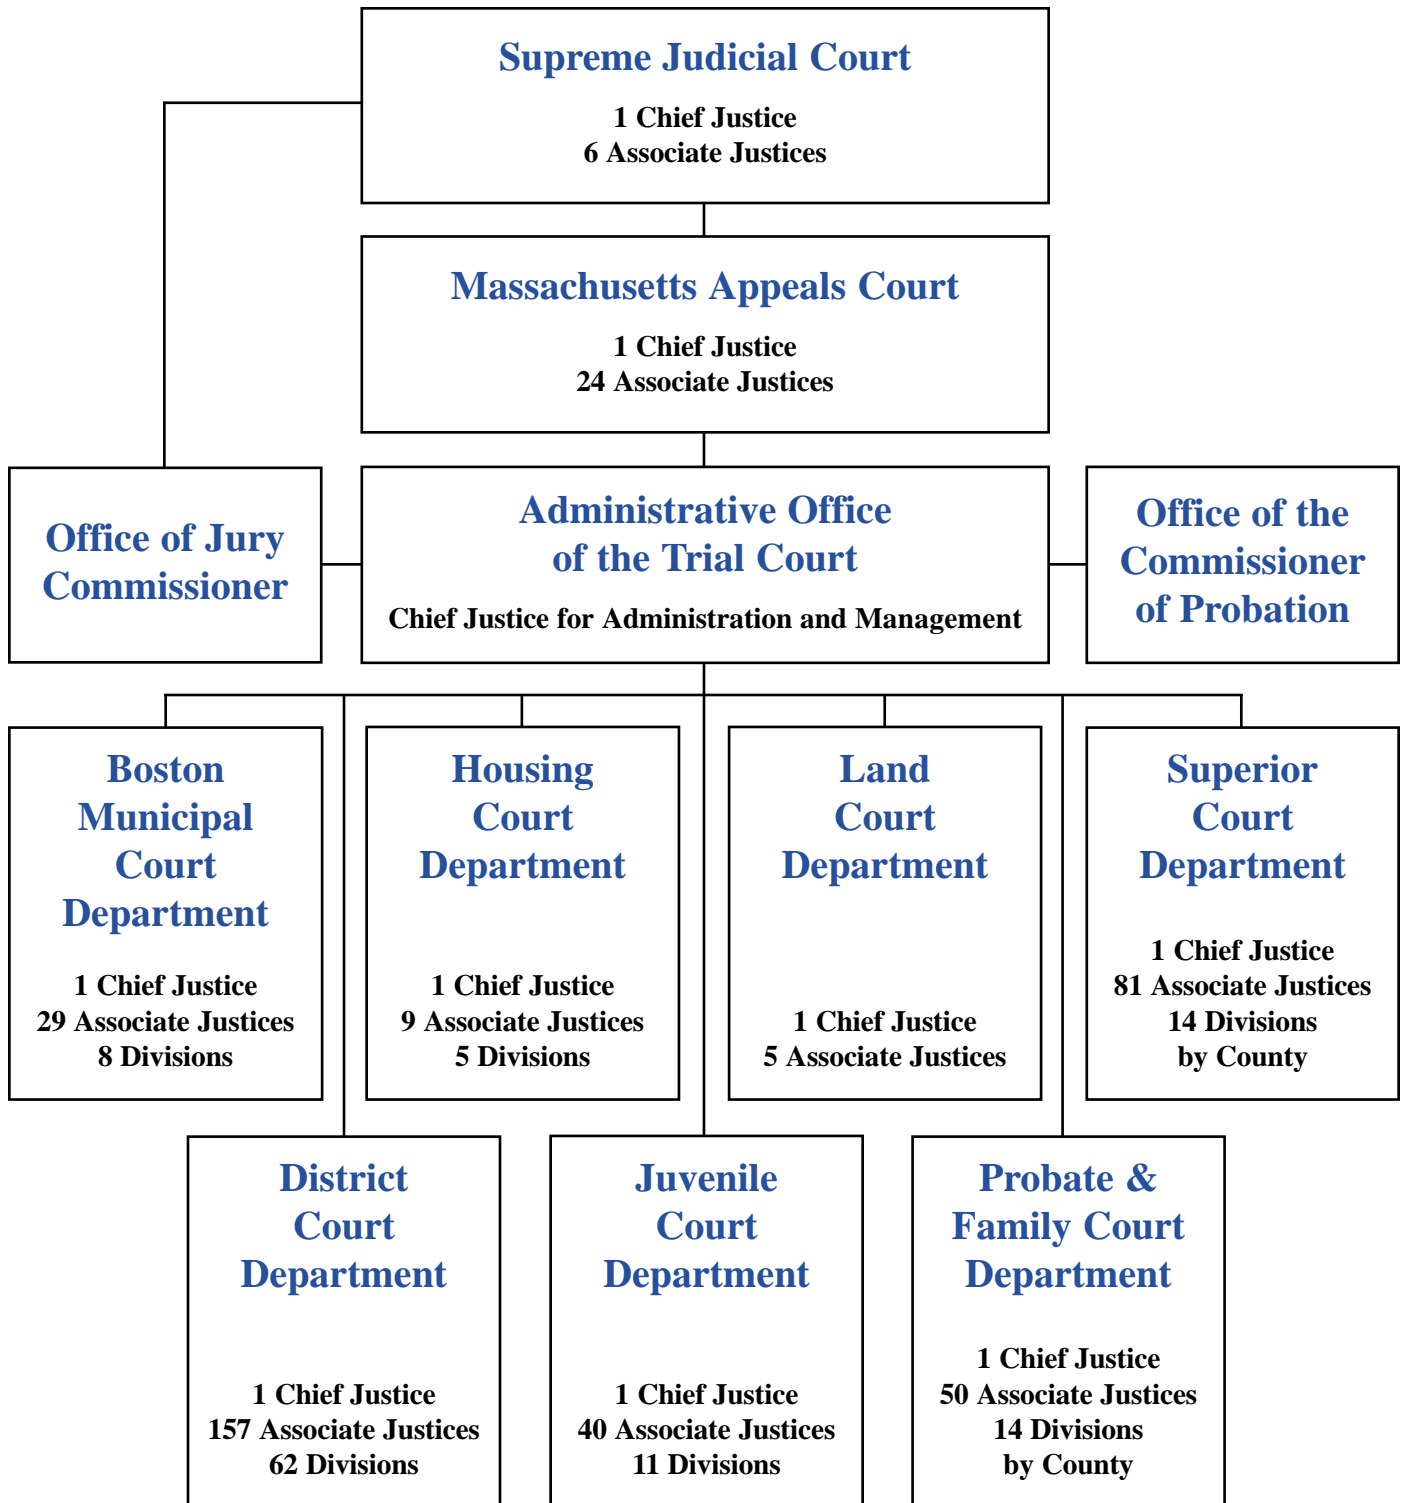 Supreme Judicial Court
1 Chief Justice
6 Associate Justices
Massachusetts Appeals Court
1 Chief Justice
24 Associate Justices
Office of Jury
Commissioner
Administrative Office
of the Trial Court
Chief Justice for Administration and Management
Office of the
Commissioner
of Probation
Boston
Municipal
Court
Department
1 Chief Justice
29 Associate Justices
8 Divisions
Housing
Court
Department
1 Chief Justice
9 Associate Justices
5 Divisions
Land
Court
Department
1 Chief Justice
5 Associate Justices
Superior
Court
Department
1 Chief Justice
81 Associate Justices
14 Divisions
by County
District
Court
Department
1 Chief Justice
157 Associate Justices
62 Divisions
Juvenile
Court
Department
1 Chief Justice
40 Associate Justices
11 Divisions
Probate &
Family Court
Department
1 Chief Justice
50 Associate Justices
14 Divisions
by County